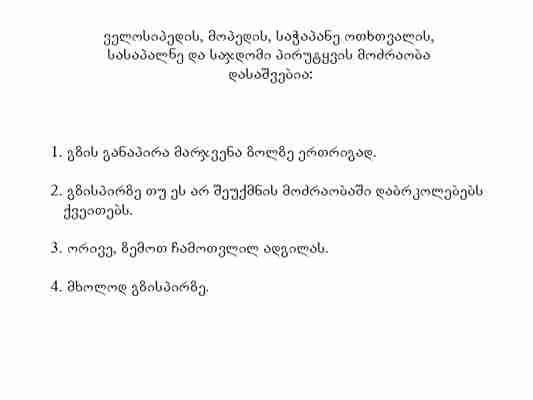 ველოსიპედის, მოპედის, საჭაპანე ოთხთვალის,
სასაპალნე და საჯდომი პირუტყვის მოძრაობა
დასაშვებია:
1. გზის განაპირა მარჯვენა ზოლზე ერთრიგად.
2. გზისპირზე თუ ეს არ შეუქმნის მოძრაობაში დაბრკოლებებს
ქვეითებს.
3. ორივე, ზემოთ ჩამოთვლილ ადგილას.
4. მხოლოდ გზისპირზე.